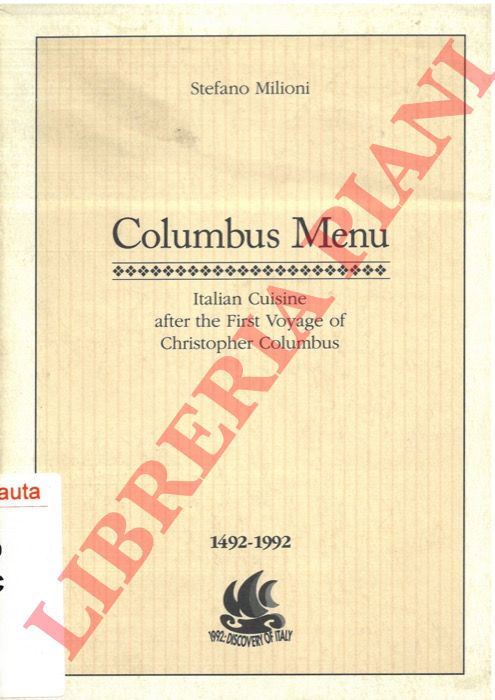 Stefano Milioni
Columbus Menu
Italian Cuisine
after the First Voyage of
Christopher Columbus
1492-1992
1992: DISCOVERY OF ITALY
auta
LIBRERIA PIANI